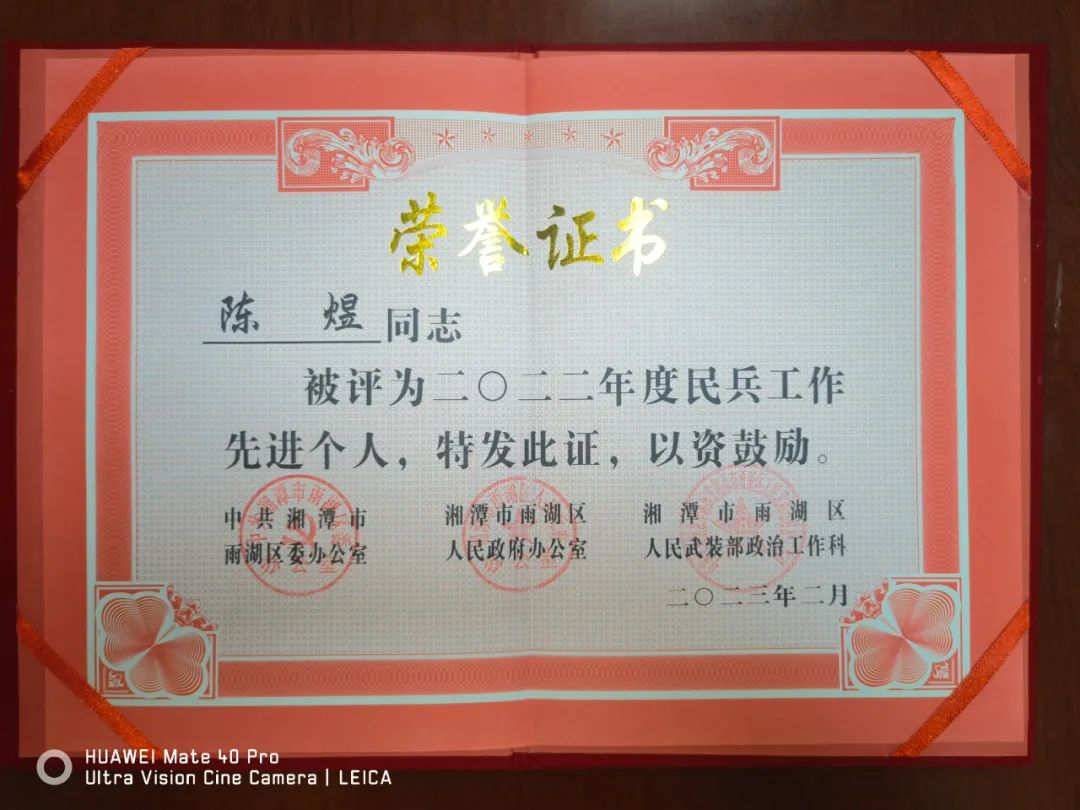 荣誉证书
陈 煜 同志
被评为二〇二二年度民兵工作
先进个人，特发此证，以资鼓励。
中共湘潭市
雨湖区委办公室
湘潭市雨湖区
人民政府办公室
湘潭市雨湖区
人民武装部政治工作科
二〇二三年二月
HUAWEI Mate 40 Pro
Ultra Vision Cine Camera | LEICA